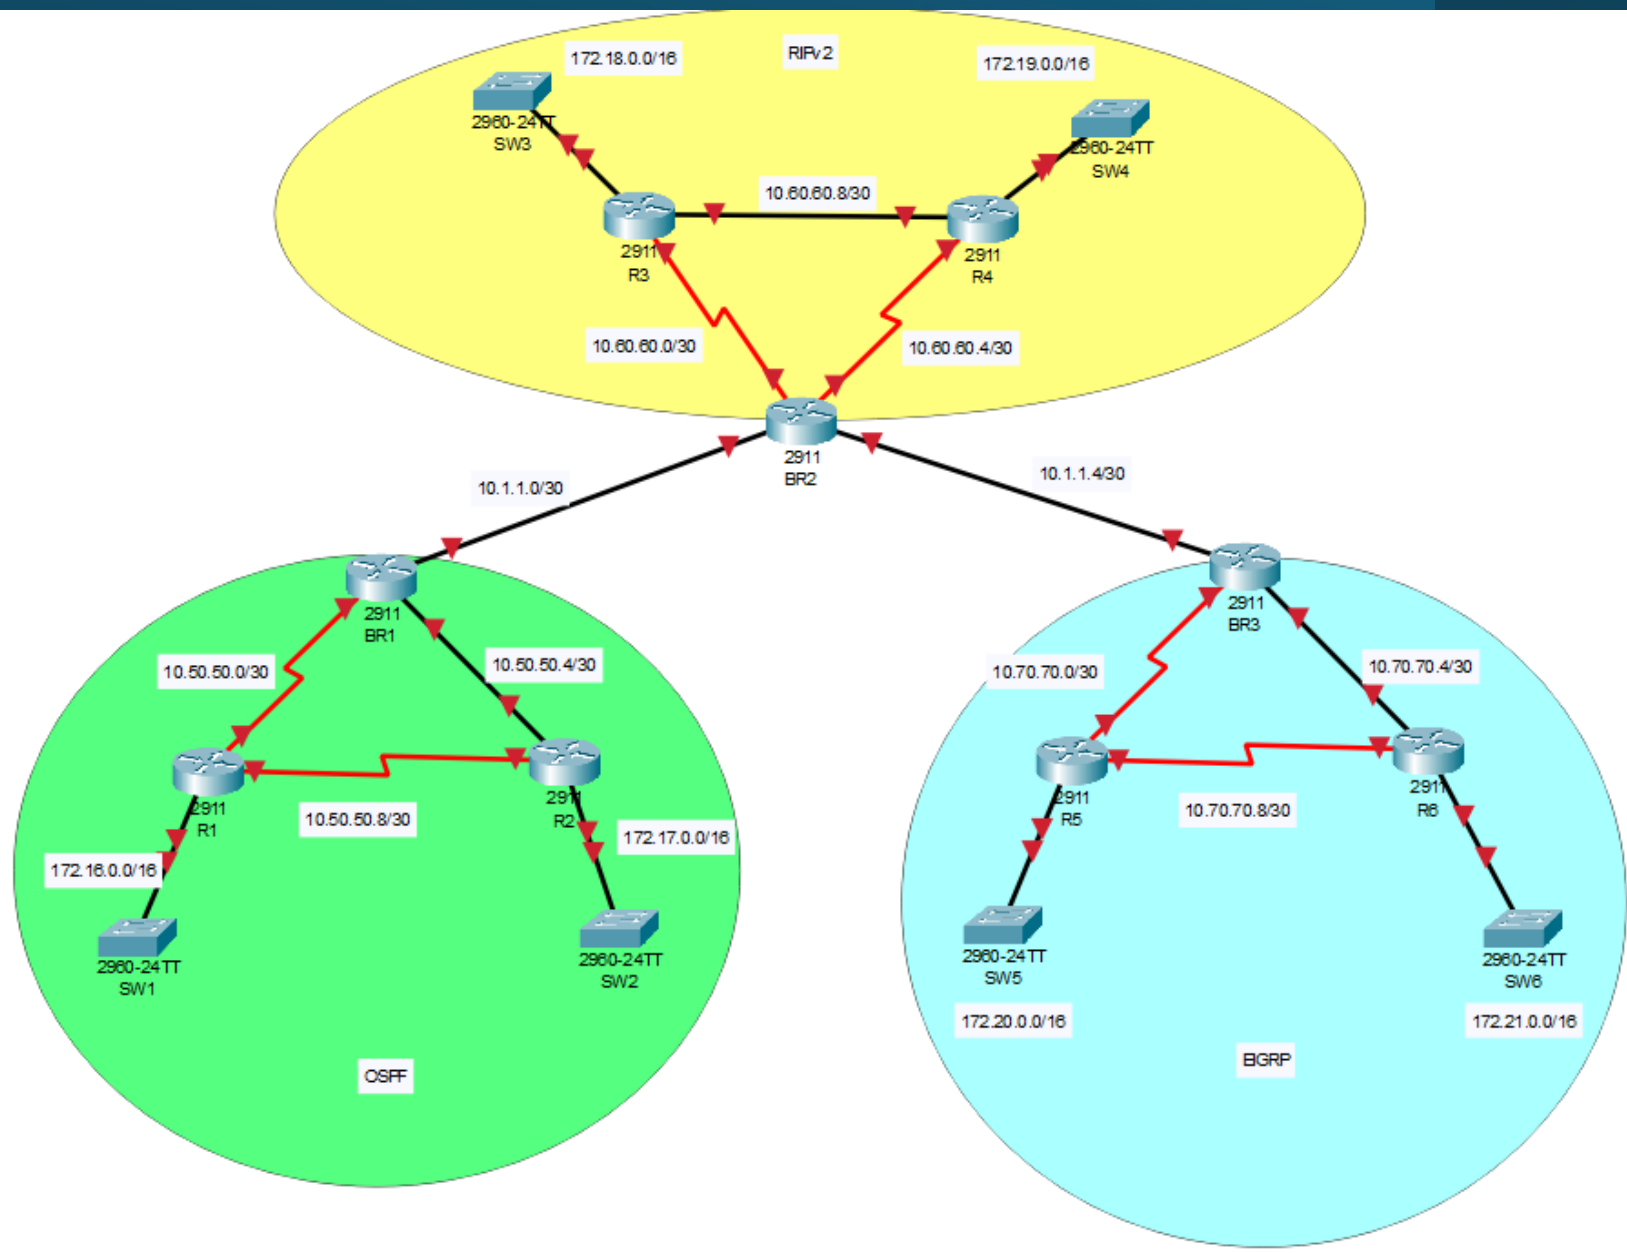 172.18.0.0/16
RIPv2
172.19.0.0/16
2960-24TT
SW3
2960-24TT
SW4
10.60.60.8/30
2911
R3
2911
R4
10.60.60.0/30
10.60.60.4/30
2911
BR2
10.1.1.0/30
10.1.1.4/30
2911
BR1
10.50.50.0/30
10.50.50.4/30
2911
R1
2911
R2
10.50.50.8/30
172.17.0.0/16
172.16.0.0/16
2960-24TT
SW1
2960-24TT
SW2
OSPF
2911
BR3
10.70.70.0/30
10.70.70.4/30
2911
R5
2911
R6
10.70.70.8/30
2960-24TT
SW5
2960-24TT
SW6
172.20.0.0/16
172.21.0.0/16
EIGRP